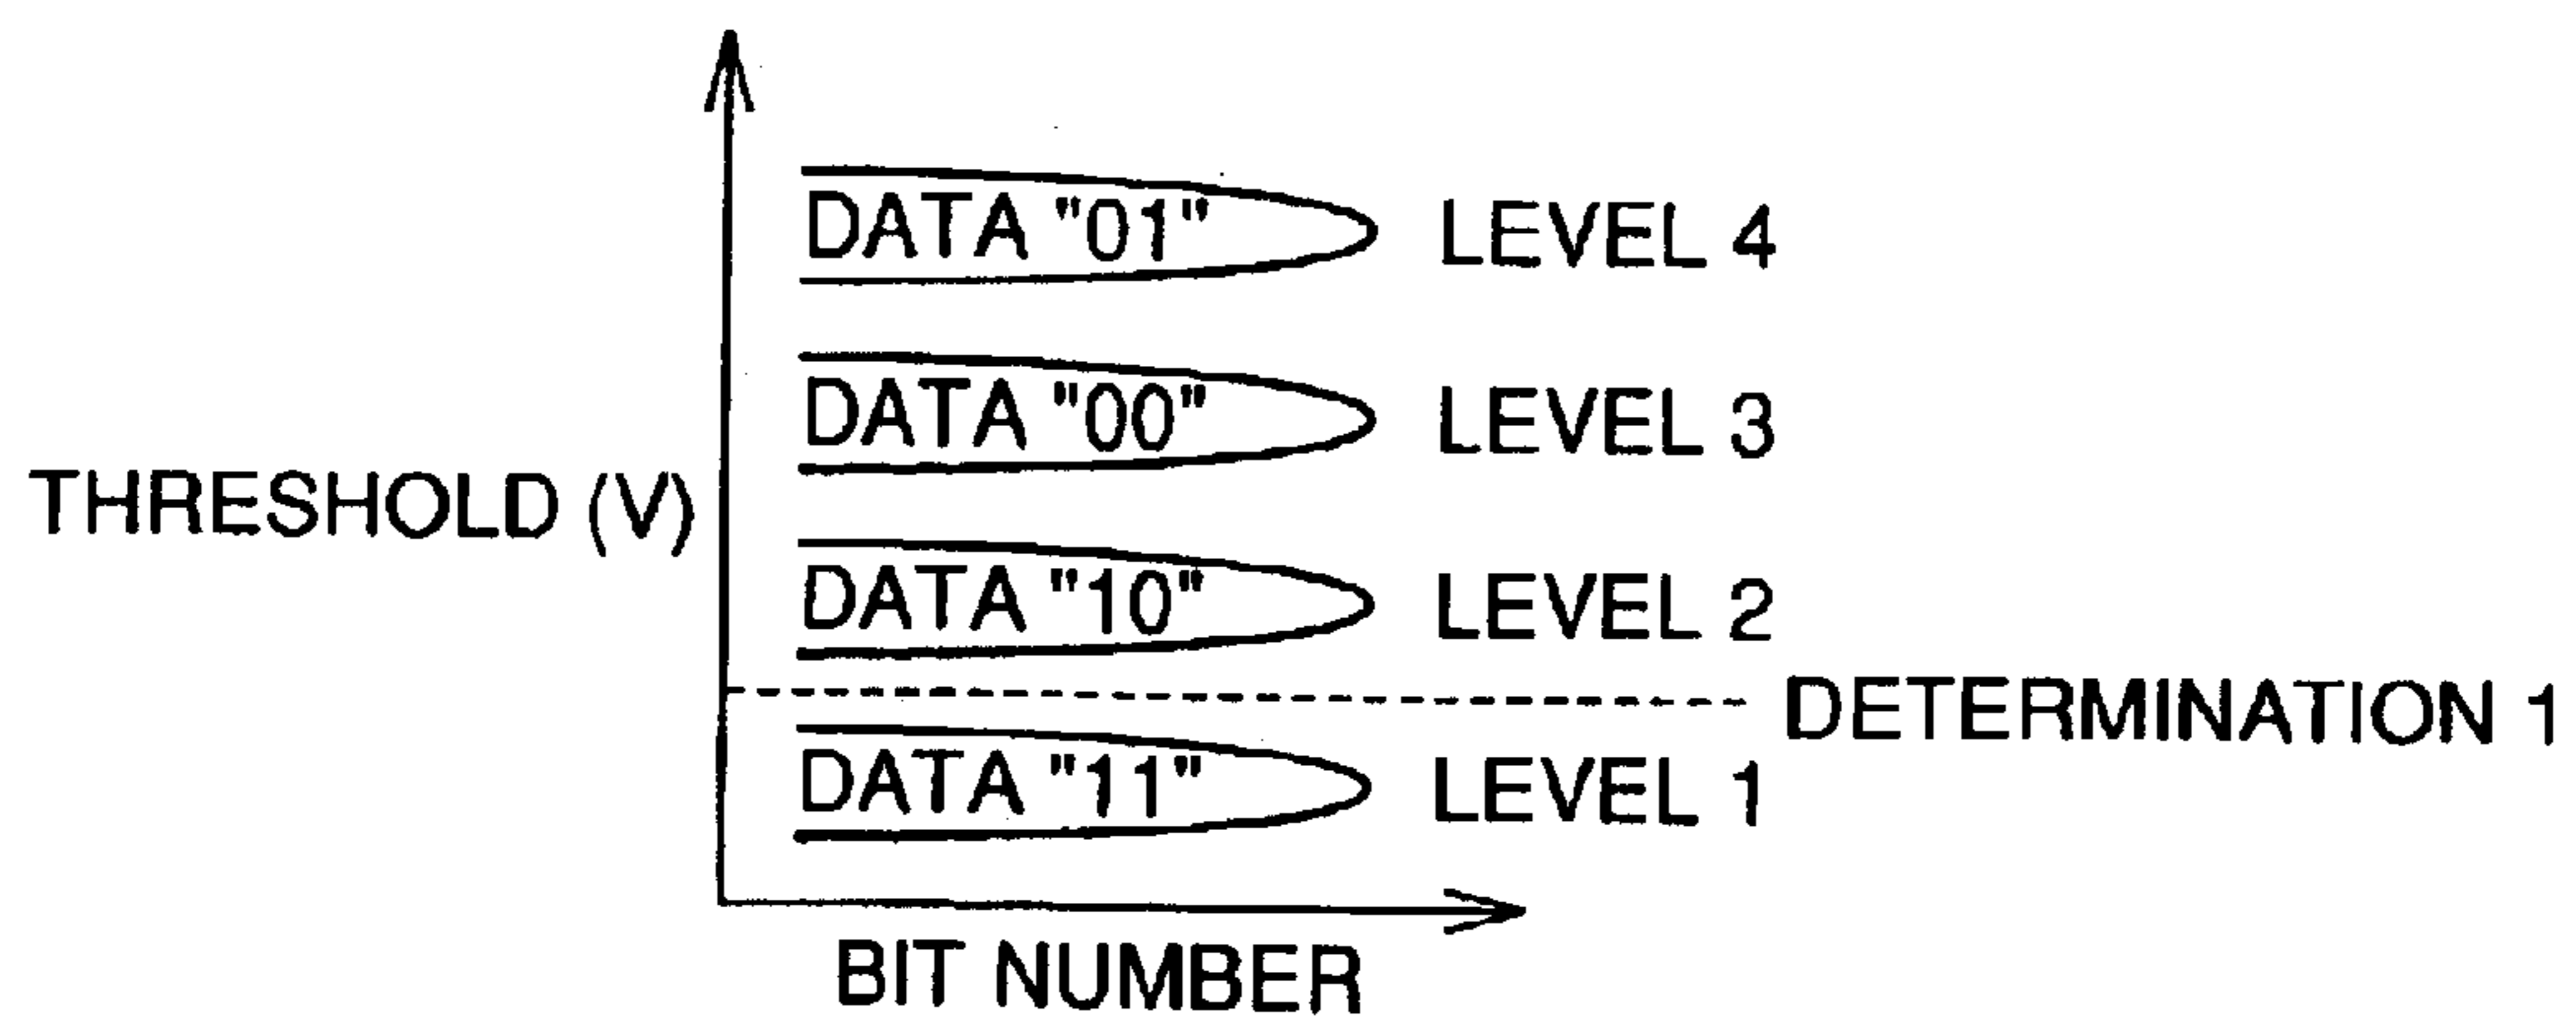 DATA "01" LEVEL 4
DATA "00" LEVEL 3
THRESHOLD (V)
DATA "10" LEVEL 2
DETERMINATION 1
DATA "11" LEVEL 1
BIT NUMBER